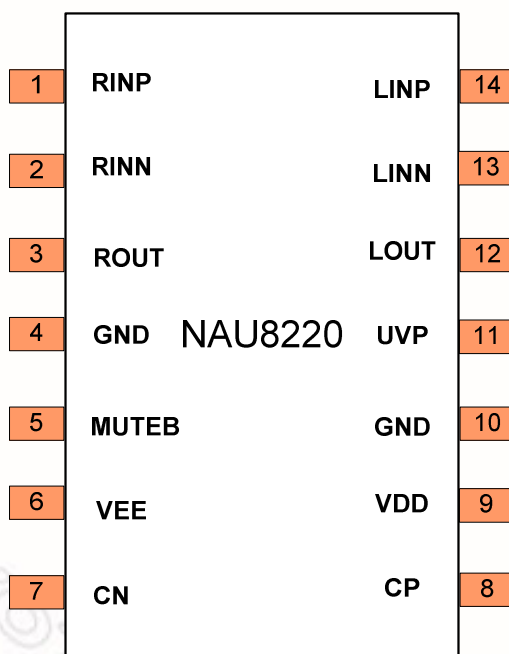 1 RINP LINP 14
2 RINN LINN 13
3 ROUT LOUT 12
4 GND NAU8220 UVP 11
5 MUTEB GND 10
6 VEE VDD 9
7 CN CP 8